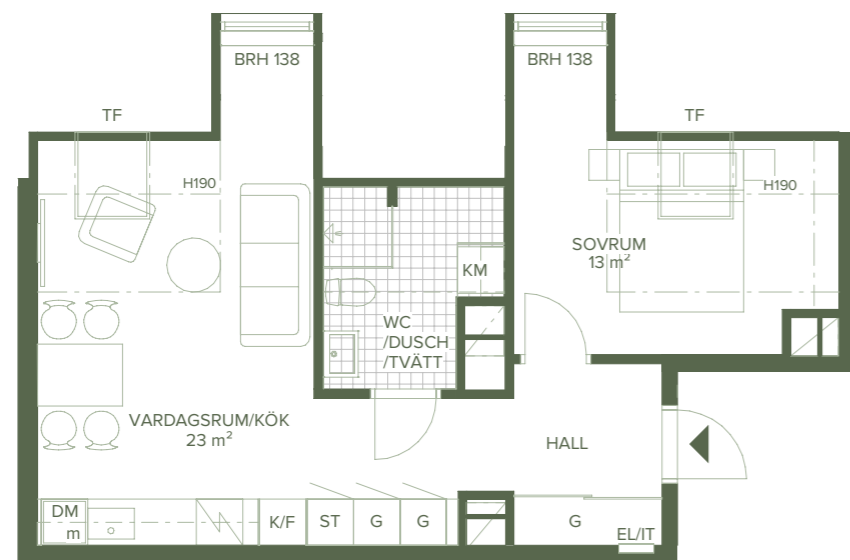 BRH 138
BRH 138
TF
TF
H190
H190
SOVRUM
13 m²
KM
WC
/DUSCH
/TVÄTT
VARDAGSRUM/KÖK
23 m²
HALL
DM
m
K/F
ST
G
G
G
EL/IT